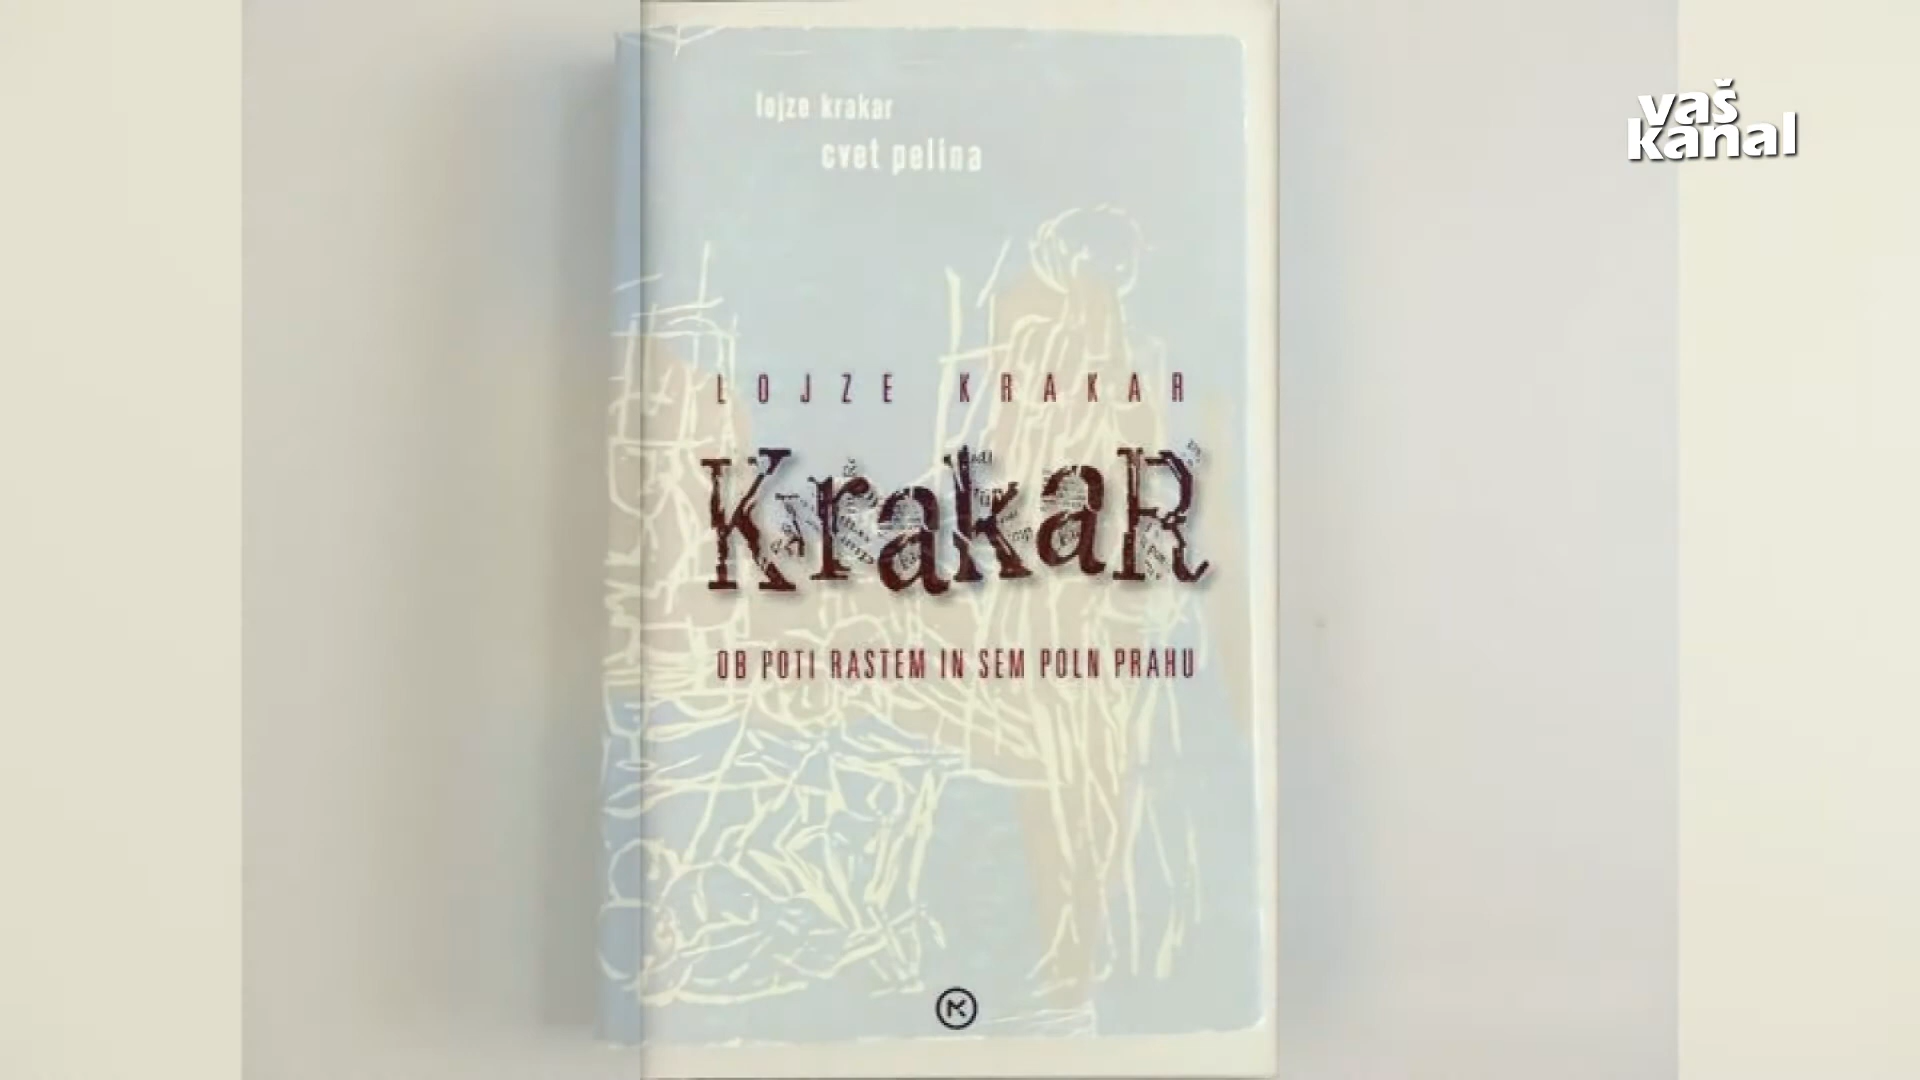 lojze krakar
cvet pelina
vaš
kanal
LOJZE KRAKAR
KrakaR
OB POTI RASTEM IN SEM POLN PRAHU